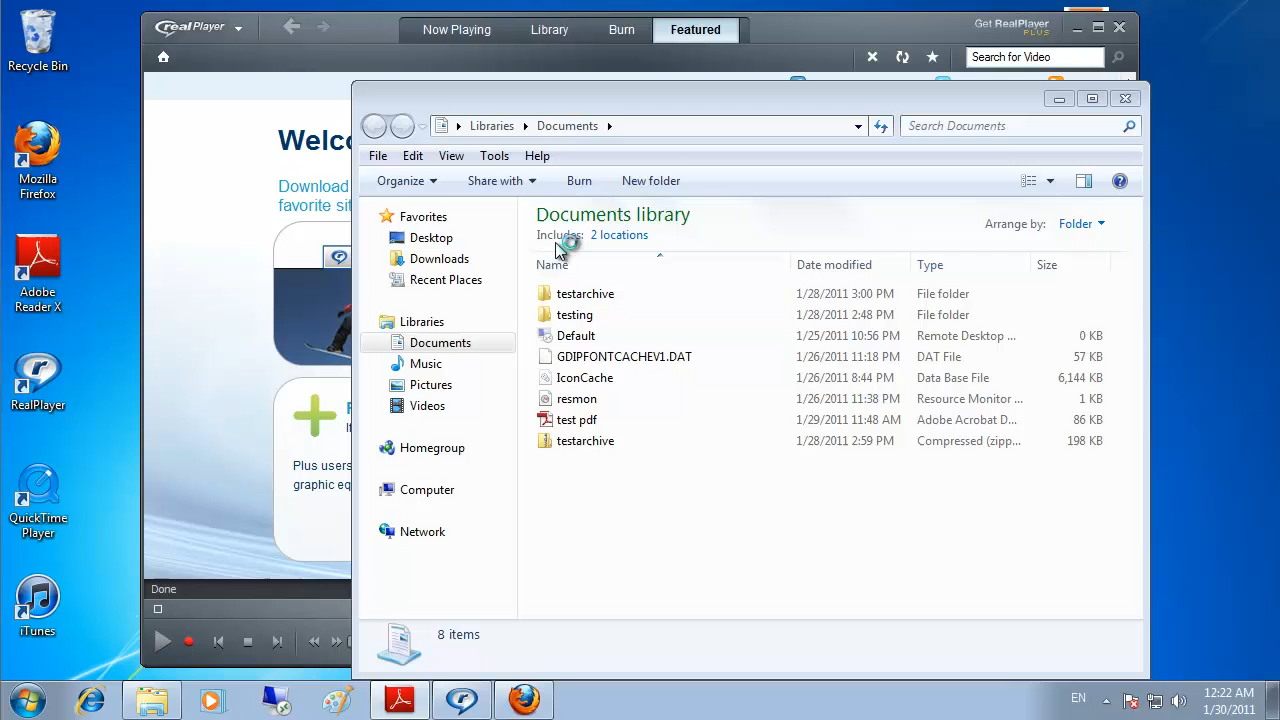 Recycle Bin
Mozilla
Firefox
Adobe
Reader X
RealPlayer
QuickTime
Player
iTunes
realPlayer
Now Playing
Library
Burn
Featured
Get RealPlayer
PLUS
Search for Video
Download
favorite
Plus users
graphic
Done
Libraries
Documents
Search Documents
File Edit View Tools Help
Organize
Share with
Burn
New folder
Favorites
Desktop
Downloads
Recent Places
Libraries
Documents
Music
Pictures
Videos
Homegroup
Computer
Network
Documents library
Includes: 2 locations
Arrange by: Folder
Name Date modified Type Size
testarchive 1/28/2011 3:00 PM File folder
testing 1/28/2011 2:48 PM File folder
Default 1/25/2011 10:56 PM Remote Desktop ... 0 KB
GDIPFONTCACHEV1.DAT 1/26/2011 11:18 PM DAT File 57 KB
IconCache 1/26/2011 8:44 PM Data Base File 6,144 KB
resmon 1/26/2011 11:38 PM Resource Monitor ... 1 KB
test pdf 1/29/2011 11:48 AM Adobe Acrobat D... 86 KB
testarchive 1/28/2011 2:59 PM Compressed (zipp... 198 KB
8 items
EN
12:22 AM
1/30/2011